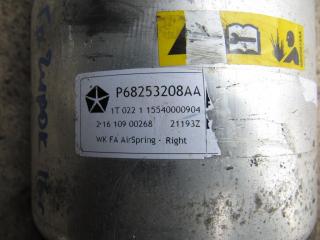 P68253208AA
1T 022 1 15540000904
2 16 109 00268 21193Z
WK FA AirSpring - Right